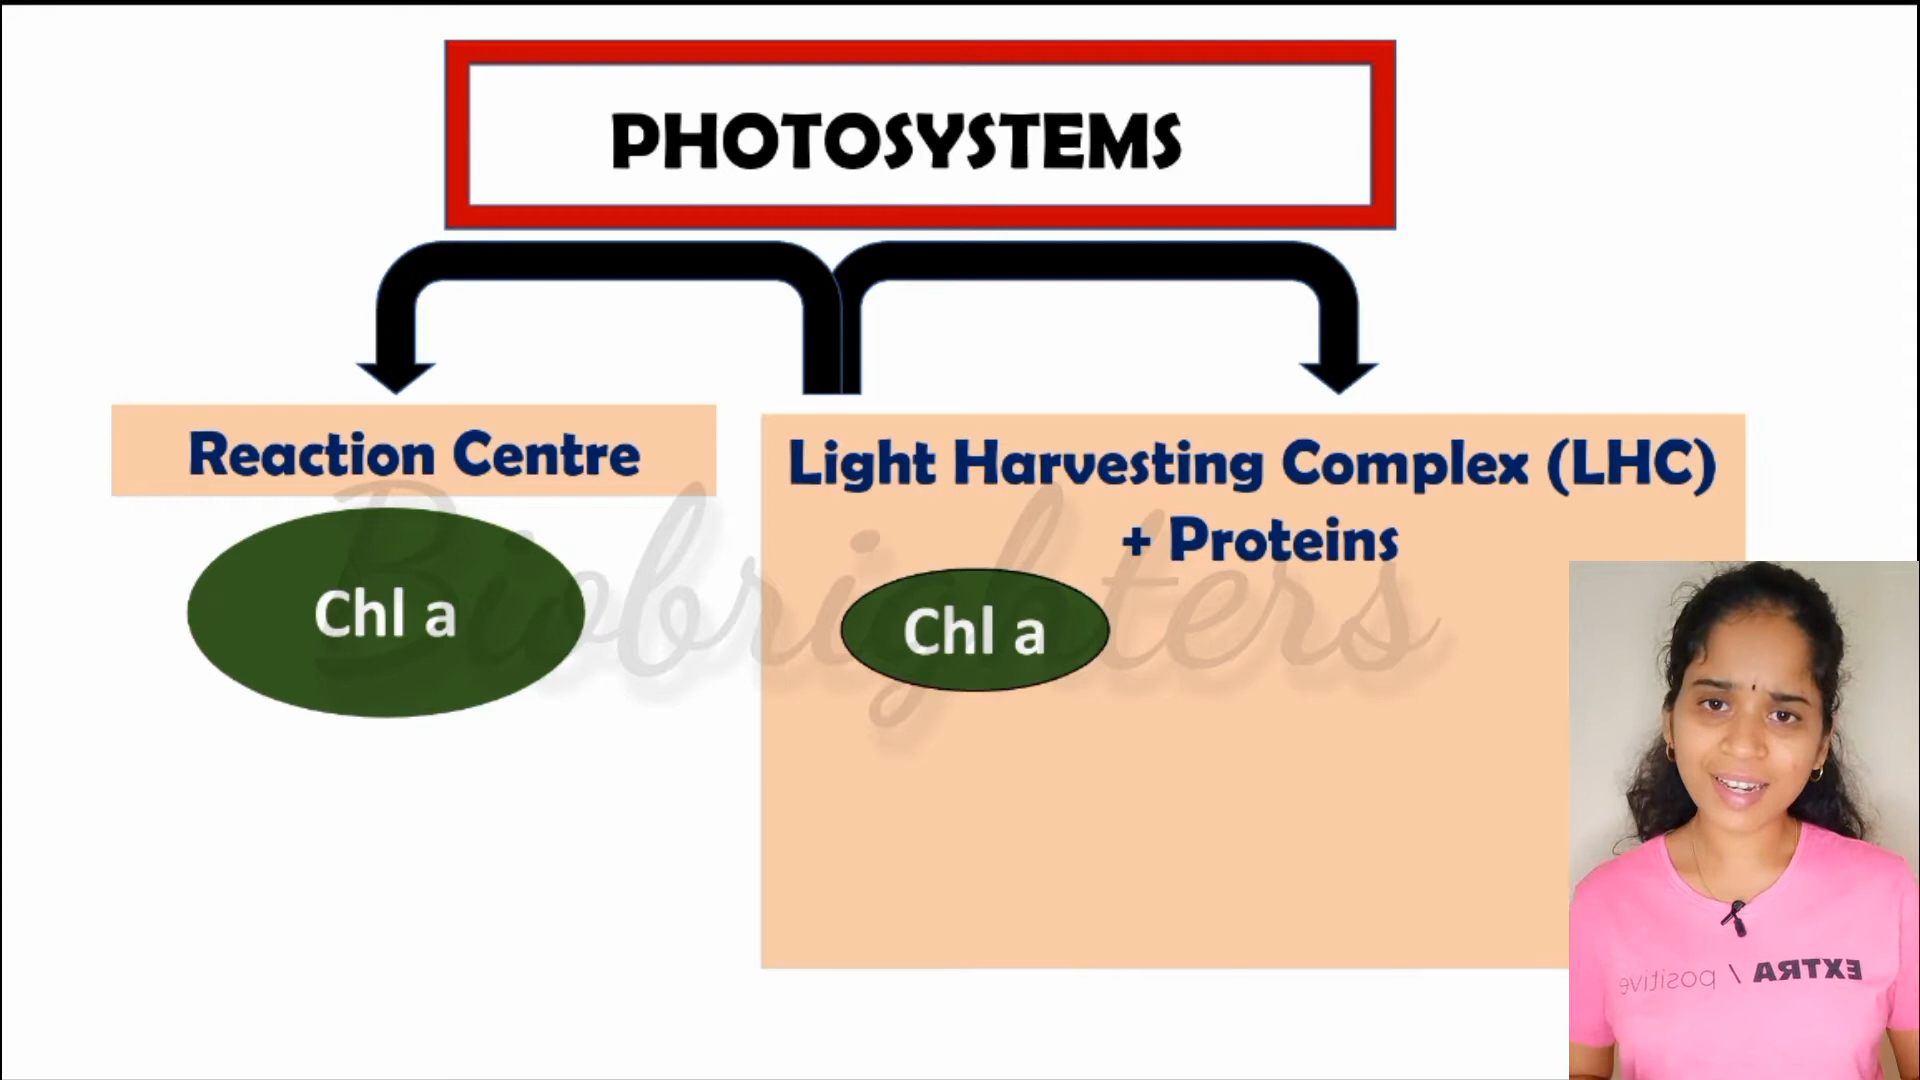 PHOTOSYSTEMS
Reaction Centre
Light Harvesting Complex (LHC)
+ Proteins
Chl a
Chl a
Biobrighters
EXTRA / positive